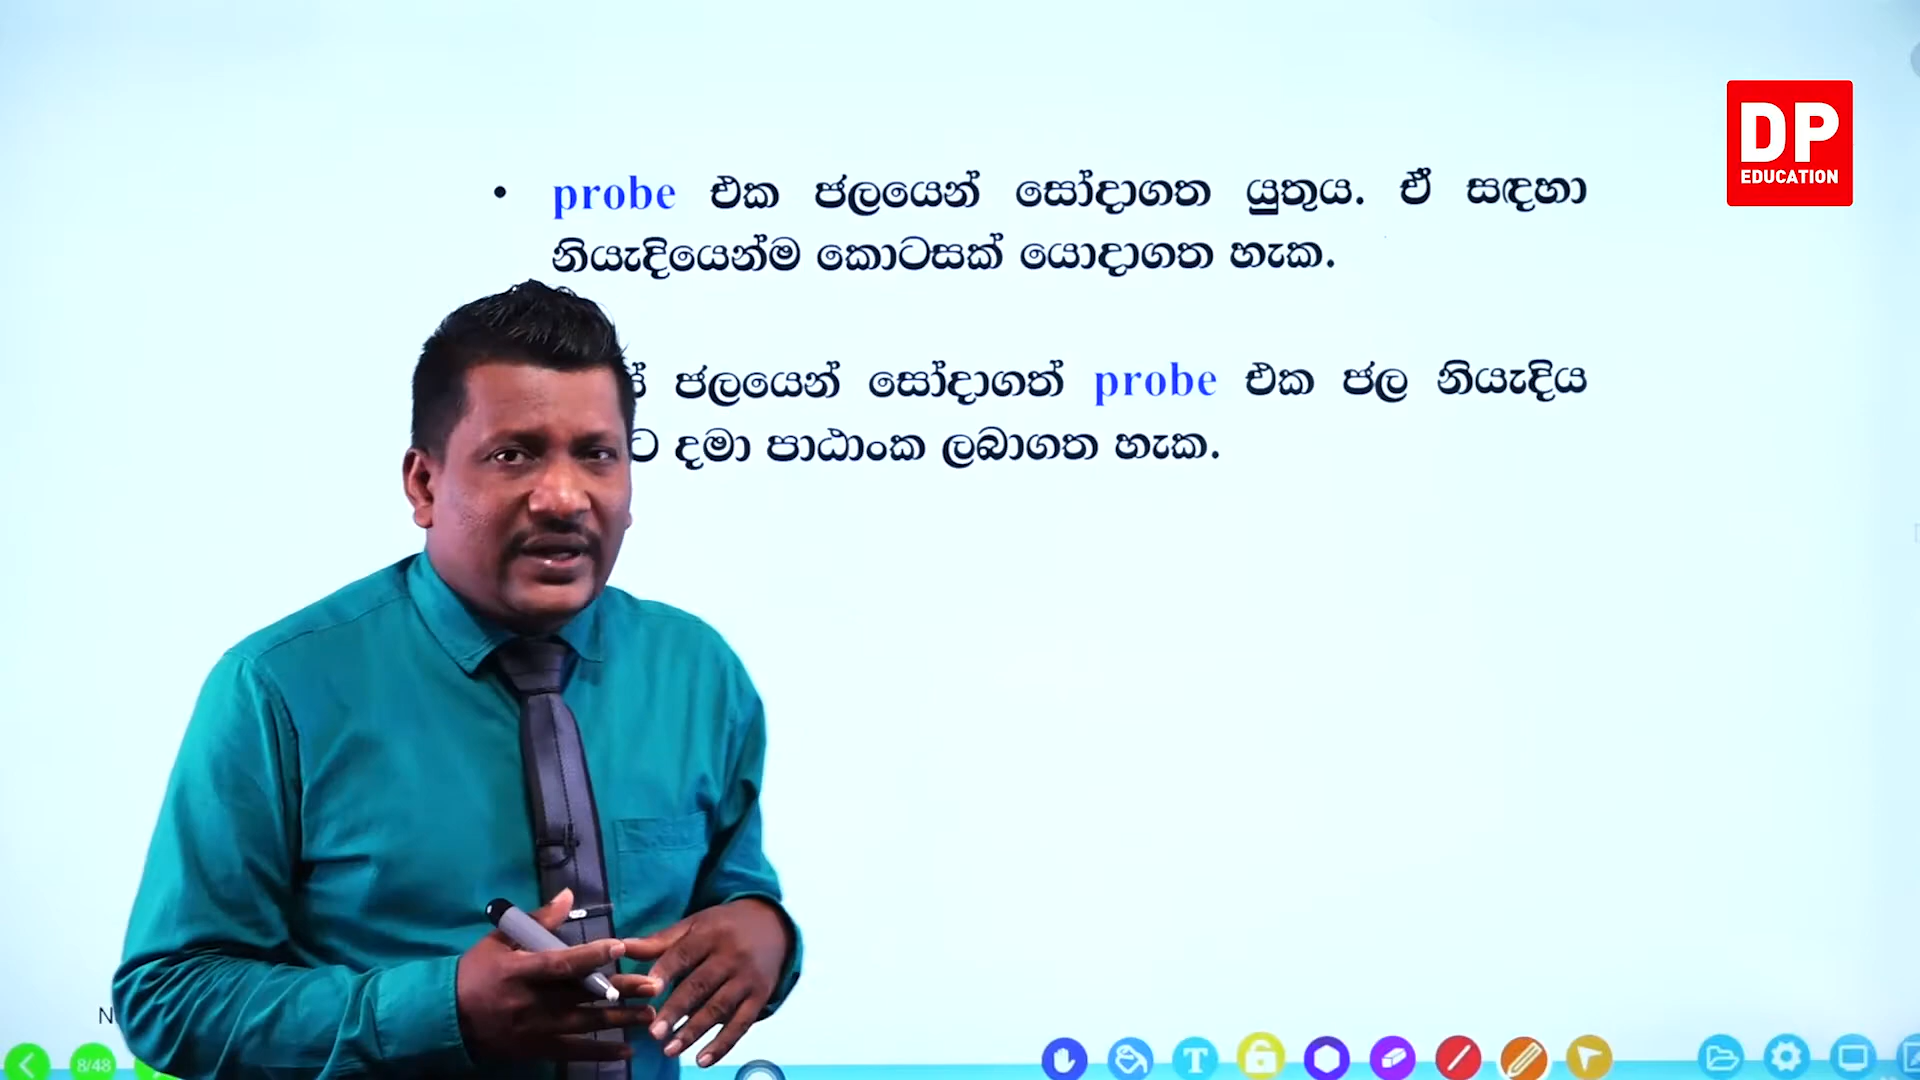 DP
EDUCATION
• probe එක ජලයෙන් සෝදාගත යුතුය. ඒ සඳහා
නියැදියෙන්ම කොටසක් යොදාගත හැක.
ජලයෙන් සෝදාගත් probe එක ජල නියැදිය
දමා පාඨාංක ලබාගත හැක.
8/48
T